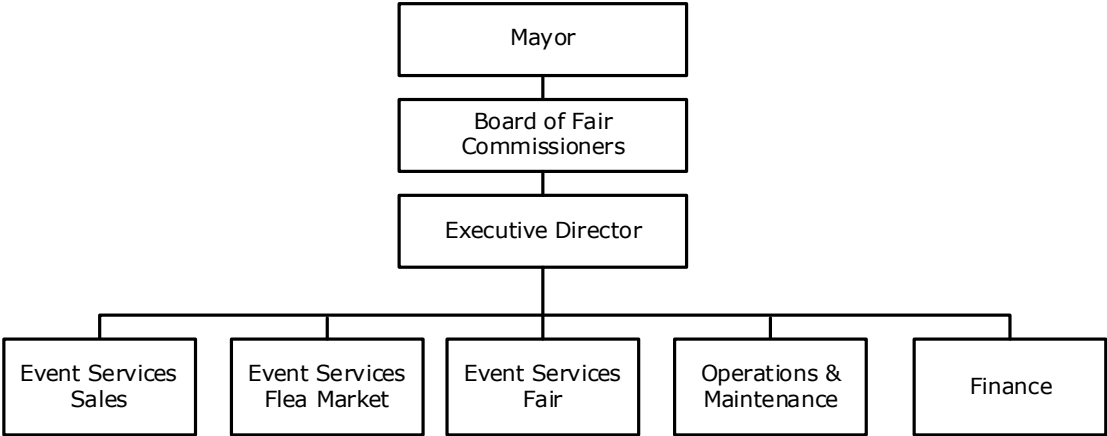 Mayor
Board of Fair
Commissioners
Executive Director
Event Services
Sales
Event Services
Flea Market
Event Services
Fair
Operations &
Maintenance
Finance